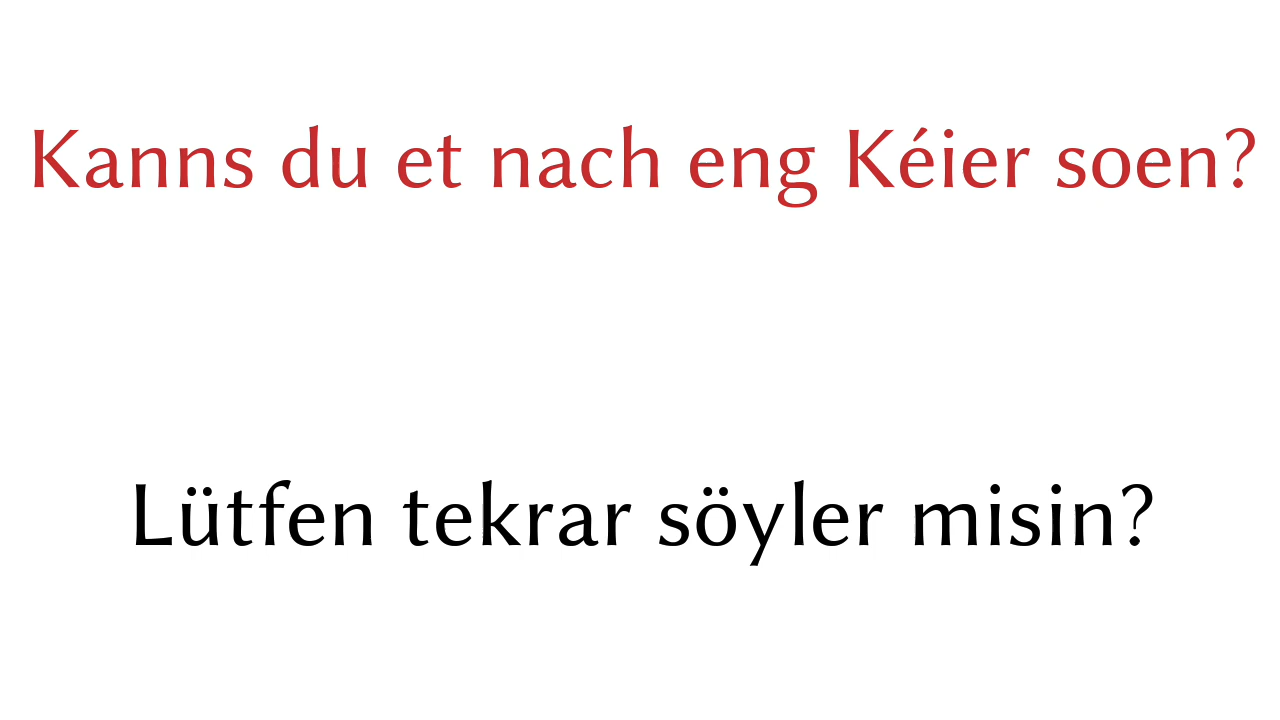 Kanns du et nach eng Kéier soen?
Lütfen tekrar söyler misin?